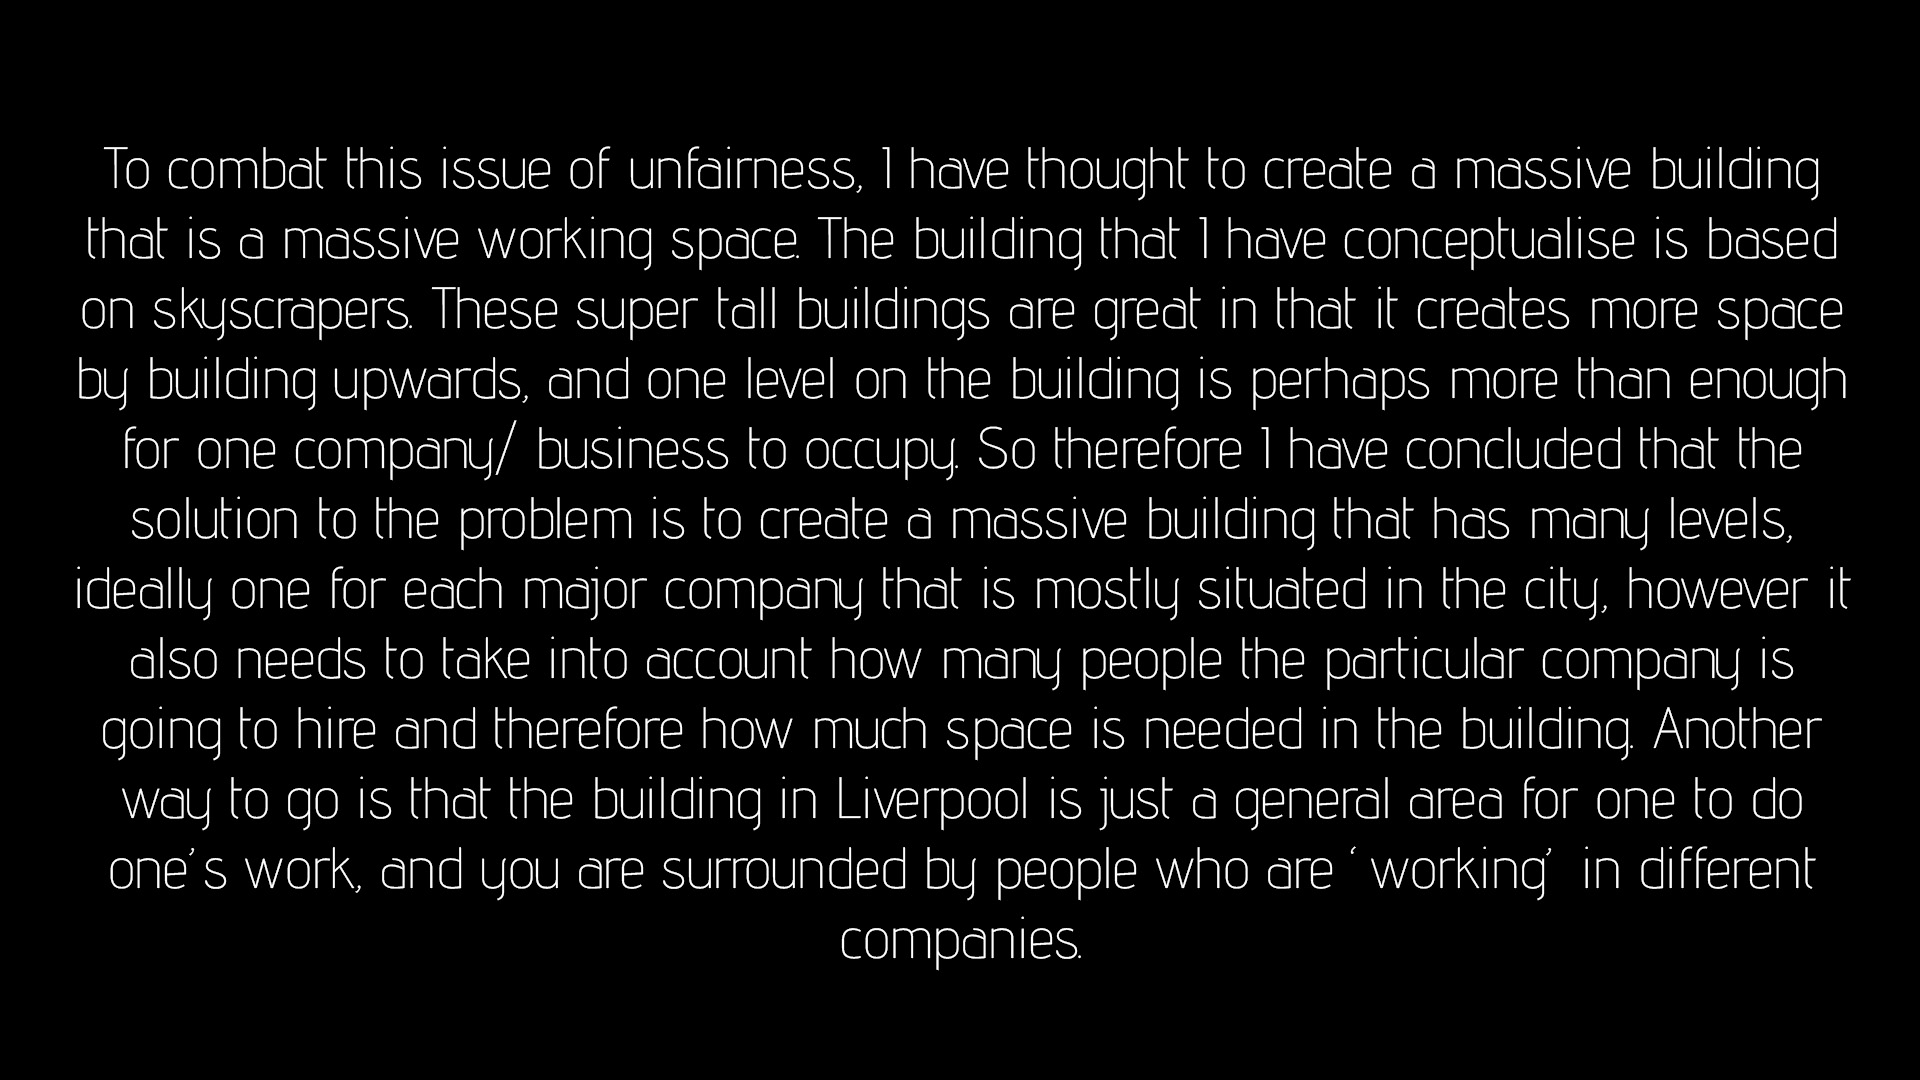 To combat this issue of unfairness, I have thought to create a massive building
that is a massive working space. The building that I have conceptualise is based
on skyscrapers. These super tall buildings are great in that it creates more space
by building upwards, and one level on the building is perhaps more than enough
for one company/ business to occupy. So therefore I have concluded that the
solution to the problem is to create a massive building that has many levels,
ideally one for each major company that is mostly situated in the city, however it
also needs to take into account how many people the particular company is
going to hire and therefore how much space is needed in the building. Another
way to go is that the building in Liverpool is just a general area for one to do
one’s work, and you are surrounded by people who are ‘working’ in different
companies.